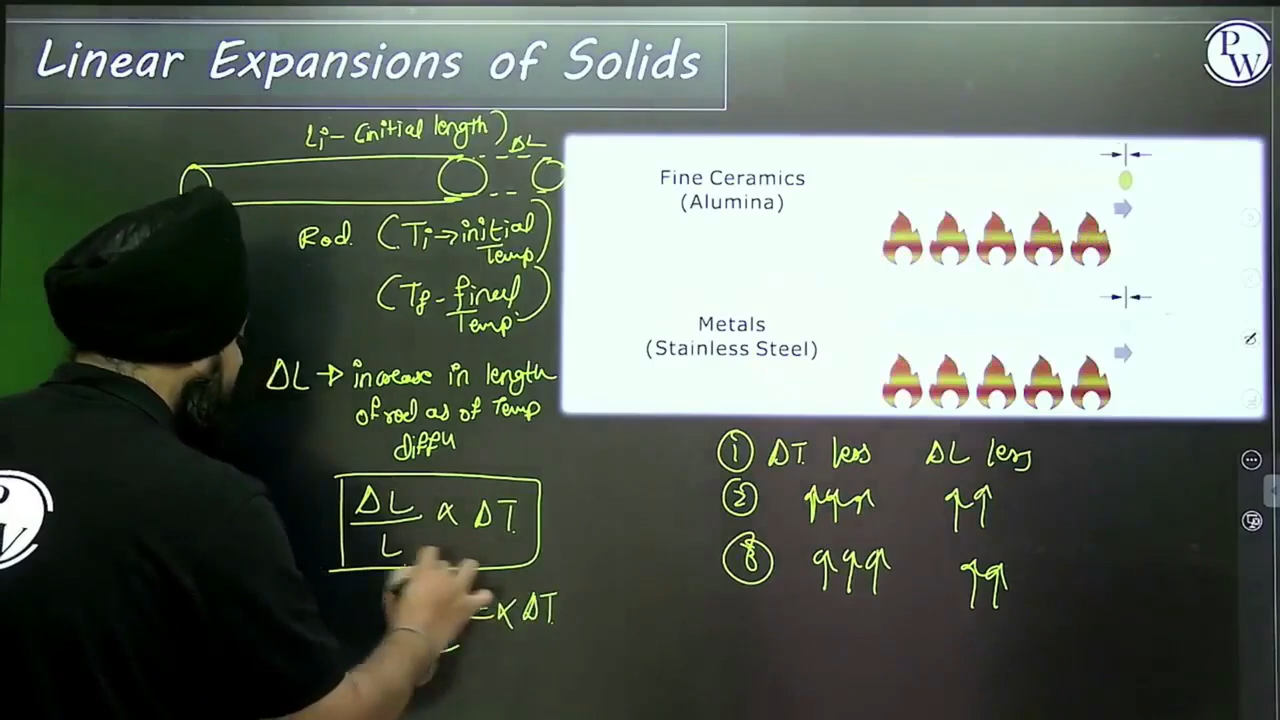 Linear Expansions of Solids
PW
Li - (initial length)
ΔL
Rod (Ti → initial Temp)
(Tf - final Temp)
ΔL → increase in length
of rod as of Temp
ΔL/L ∝ ΔT
= ∝ ΔT
Fine Ceramics
(Alumina)
Metals
(Stainless Steel)
① ΔT less ΔL less
② ↑↑↑ ↑↑
↑↑↑ ↑↑
W